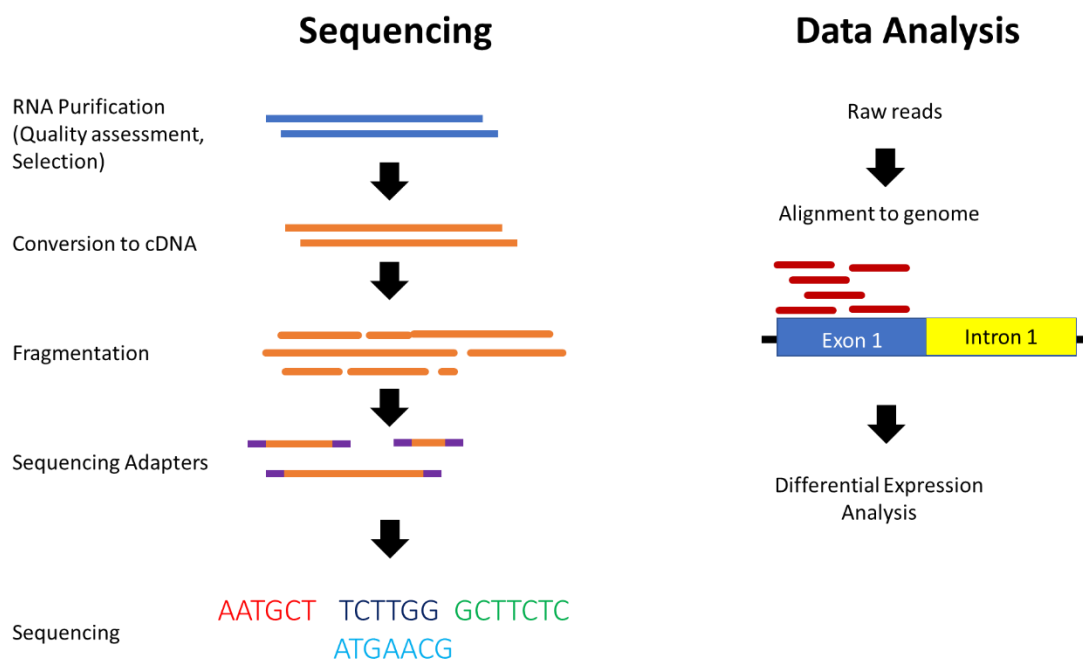 Sequencing
RNA Purification
(Quality assessment,
Selection)
Conversion to cDNA
Fragmentation
Sequencing Adapters
Sequencing
AATGCT TCTTGG GCTTCTC
ATGAACG
Data Analysis
Raw reads
Alignment to genome
Exon 1 Intron 1
Differential Expression
Analysis